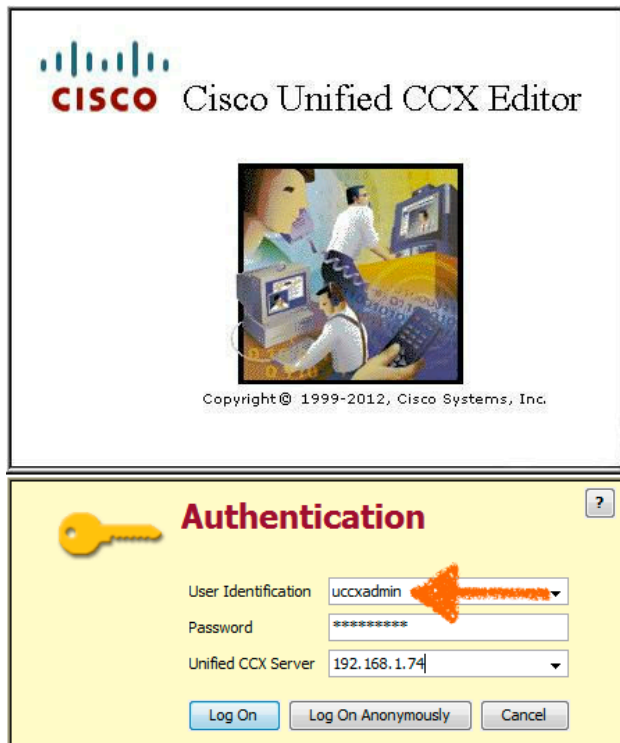 CISCO Cisco Unified CCX Editor
Copyright© 1999-2012, Cisco Systems, Inc.
?
Authentication
User Identification uccxadmin
Password *********
Unified CCX Server 192.168.1.74
Log On Log On Anonymously Cancel